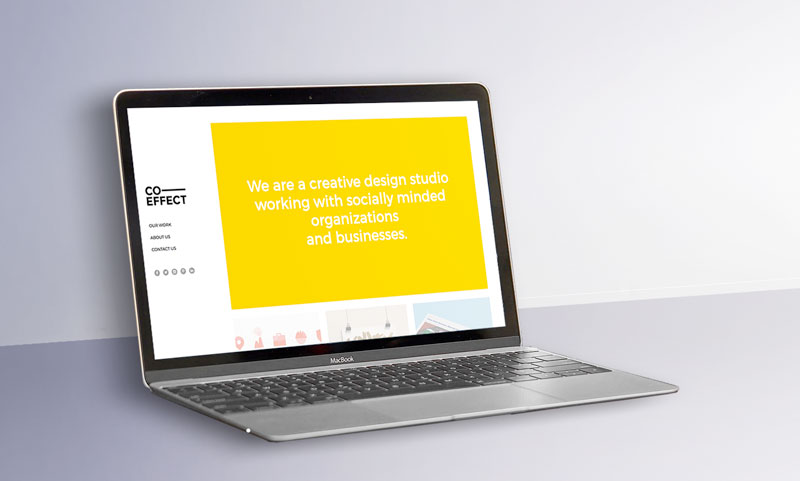 CO
EFFECT
OUR WORK
ABOUT US
CONTACT US
We are a creative design studio
working with socially minded
organizations
and businesses.
MacBook